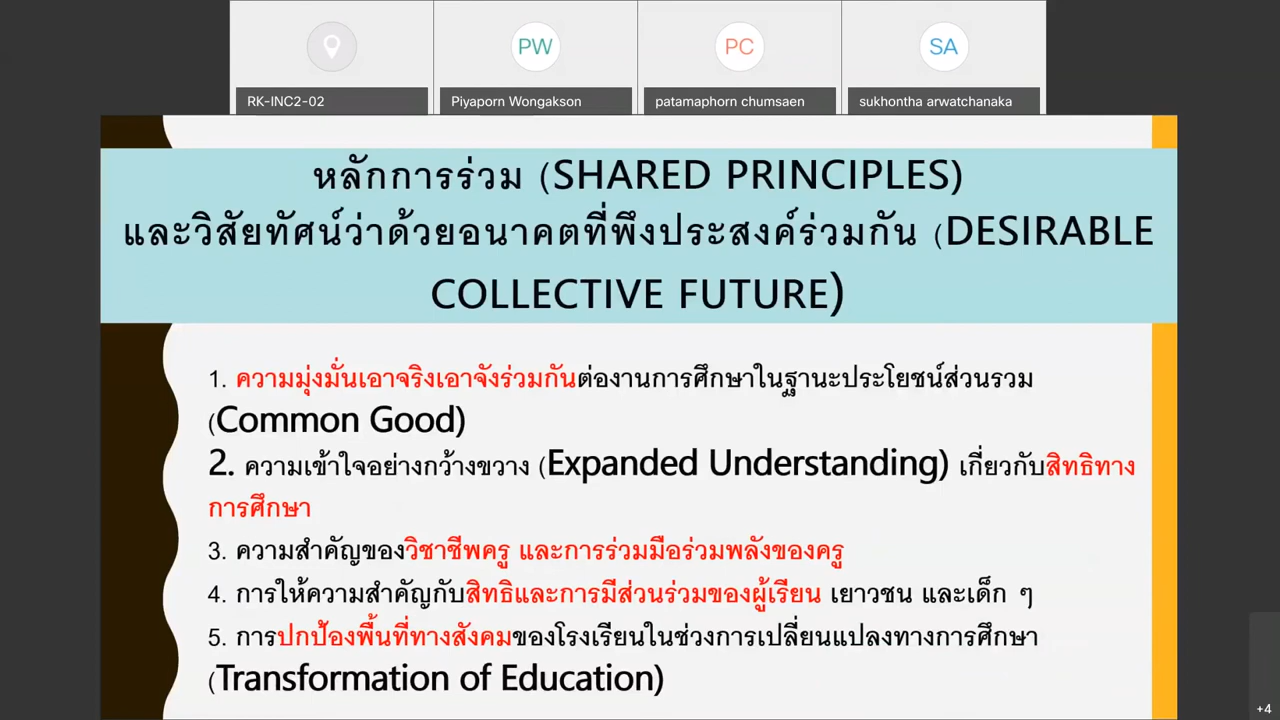 PW
PC
SA
RK-INC2-02
Piyaporn Wongakson
patamaphorn chumsaen
sukhontha arwatchanaka
หลักการร่วม (SHARED PRINCIPLES)
และวิสัยทัศน์ว่าด้วยอนาคตที่พึงประสงค์ร่วมกัน (DESIRABLE
COLLECTIVE FUTURE)
1. ความมุ่งมั่นเอาจริงเอาจังร่วมกันต่องานการศึกษาในฐานะประโยชน์ส่วนรวม
(Common Good)
2. ความเข้าใจอย่างกว้างขวาง (Expanded Understanding) เกี่ยวกับสิทธิทาง
การศึกษา
3. ความสำคัญของวิชาชีพครู และการร่วมมือร่วมพลังของครู
4. การให้ความสำคัญกับสิทธิและการมีส่วนร่วมของผู้เรียน เยาวชน และเด็ก ๆ
5. การปกป้องพื้นที่ทางสังคมของโรงเรียนในช่วงการเปลี่ยนแปลงทางการศึกษา
(Transformation of Education)
+4